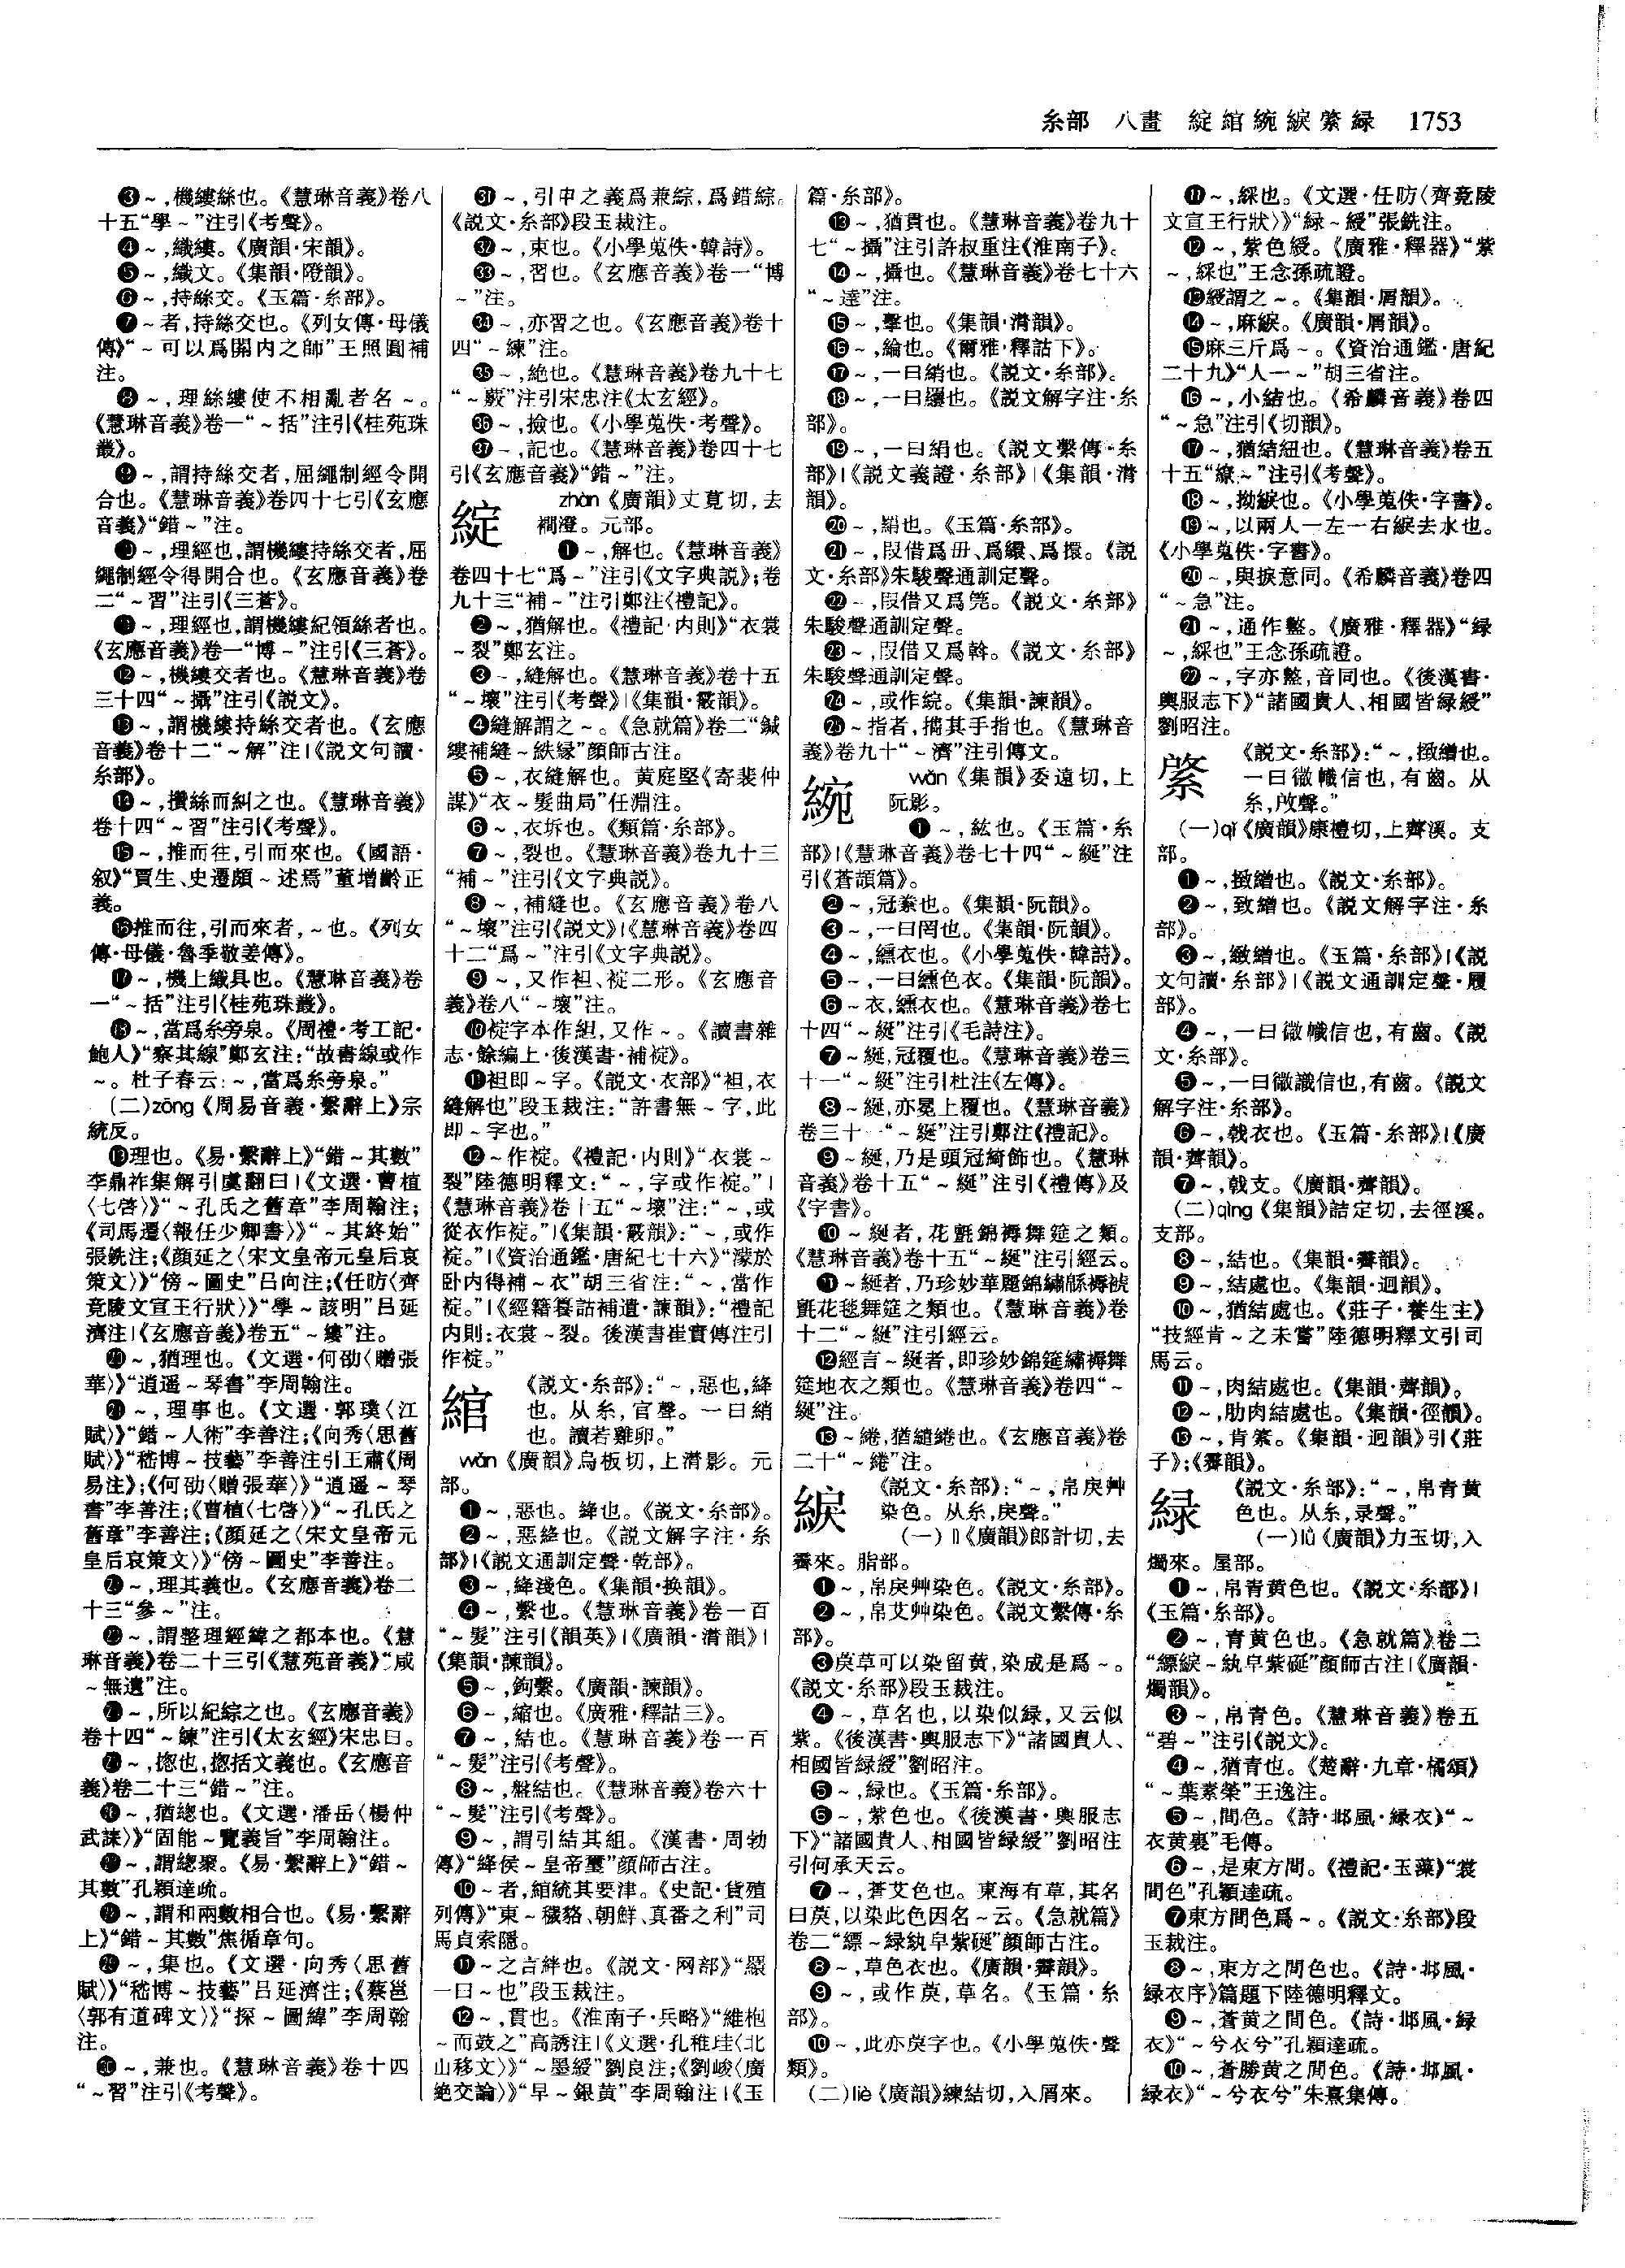 糸部　八畫　綻綰綩綟綮緑　1753
❸～,機縷絲也。《慧琳音義》卷八
十五“學～”注引《考聲》。
❹～,織縷。《廣韻·宋韻》。
❺～,織文。《集韻·隥韻》。
❻～,持絲交。《玉篇·糸部》。
❼～者,持絲交也。《列女傳·母儀
傳》“～可以爲關内之師”王照圓補
注。
❽～,理絲縷使不相亂者名～。
《慧琳音義》卷一“～括”注引《桂苑珠
叢》。
❾～,謂持絲交者,屈繩制經令開
合也。《慧琳音義》卷四十七引《玄應
音義》“錯～”注。
❿～,理經也,謂機縷持絲交者,屈
繩制經令得開合也。《玄應音義》卷
二“～習”注引《三蒼》。
⓫～,理經也,謂機縷紀領絲者也。
《玄應音義》卷一“博～”注引《三蒼》。
⓬～,機縷交者也。《慧琳音義》卷
三十四“～攝”注引《説文》。
⓭～,謂機縷持絲交者也。《玄應
音義》卷十二“～解”注|《説文句讀·
糸部》。
⓮～,攢絲而糾之也。《慧琳音義》
卷十四“～習”注引《考聲》。
⓯～,推而往,引而來也。《國語·
叙》“賈生、史遷頗～述焉”董增齡正
義。
⓰推而往,引而來者,～也。《列女
傳·母儀·魯季敬姜傳》。
⓱～,機上織具也。《慧琳音義》卷
一“～括”注引《桂苑珠叢》。
⓲～,當爲糸旁泉。《周禮·考工記·
鮑人》“察其線”鄭玄注:“故書線或作
～。杜子春云:～,當爲糸旁泉。”
(二)zōng《周易音義·繫辭上》宗
統反。
⓳理也。《易·繫辭上》“錯～其數”
李鼎祚集解引虞翻曰|《文選·曹植
〈七啓〉》“～孔氏之舊章”李周翰注;
《司馬遷〈報任少卿書〉》“～其終始”
張銑注;《顔延之〈宋文皇帝元皇后哀
策文〉》“傍～圖史”吕向注;《任昉〈齊
竟陵文宣王行狀〉》“學～該明”吕延
濟注|《玄應音義》卷五“～縷”注。
⓴～,猶理也。《文選·何劭〈贈張
華〉》“逍遥～琴書”李周翰注。
㉑～,理事也。《文選·郭璞〈江
賦〉》“錯～人術”李善注;《向秀〈思舊
賦〉》“嵇博～技藝”李善注引王肅《周
易注》;《何劭〈贈張華〉》“逍遥～琴
書”李善注;《曹植〈七啓〉》“～孔氏之
舊章”李善注;《顔延之〈宋文皇帝元
皇后哀策文〉》“傍～圖史”李善注。
㉒～,理其義也。《玄應音義》卷二
十三“參～”注。
㉓～,謂整理經緯之都本也。《慧
琳音義》卷二十三引《慧苑音義》“咸
～無遺”注。
㉔～,所以紀綜之也。《玄應音義》
卷十四“～練”注引《太玄經》宋忠曰。
㉕～,揔也,揔括文義也。《玄應音
義》卷二十三“錯～”注。
㉖～,猶總也。《文選·潘岳〈楊仲
武誄〉》“固能～覽義旨”李周翰注。
㉗～,謂總聚。《易·繫辭上》“錯～
其數”孔穎達疏。
㉘～,謂和兩數相合也。《易·繫辭
上》“錯～其數”焦循章句。
㉙～,集也。《文選·向秀〈思舊
賦〉》“嵇博～技藝”吕延濟注;《蔡邕
〈郭有道碑文〉》“探～圖緯”李周翰
注。
㉚～,兼也。《慧琳音義》卷十四
“～習”注引《考聲》。
㉛～,引申之義爲兼綜,爲錯綜。
《説文·糸部》段玉裁注。
㉜～,束也。《小學蒐佚·韓詩》。
㉝～,習也。《玄應音義》卷一“博
～”注。
㉞～,亦習之也。《玄應音義》卷十
四“～練”注。
㉟～,絶也。《慧琳音義》卷九十七
“～覈”注引宋忠注《太玄經》。
㊱～,撿也。《小學蒐佚·考聲》。
㊲～,記也。《慧琳音義》卷四十七
引《玄應音義》“錯～”注。
綻
zhàn《廣韻》丈莧切,去
襇澄。元部。
❶～,解也。《慧琳音義》
卷四十七“爲～”注引《文字典説》;卷
九十三“補～”注引鄭注《禮記》。
❷～,猶解也。《禮記·内則》“衣裳
～裂”鄭玄注。
❸～,縫解也。《慧琳音義》卷十五
“～壞”注引《考聲》|《集韻·襉韻》。
❹縫解謂之～。《急就篇》卷二“鍼
縷補縫～紩緣”顔師古注。
❺～,衣縫解也。黄庭堅《寄裴仲
謀》“衣～髮曲局”任淵注。
❻～,衣坼也。《類篇·糸部》。
❼～,裂也。《慧琳音義》卷九十三
“補～”注引《文字典説》。
❽～,補縫也。《玄應音義》卷八
“～壞”注引《説文》|《慧琳音義》卷四
十二“爲～”注引《文字典説》。
❾～,又作袒、袉二形。《玄應音
義》卷八“～壞”注。
❿袉字本作組,又作～。《讀書雜
志·餘編上·後漢書·補袉》。
⓫袒即～字。《説文·衣部》“袒,衣
縫解也”段玉裁注:“許書無～字,此
即～字也。”
⓬～作袉。《禮記·内則》“衣裳～
裂”陸德明釋文:“～,字或作袉。”|
《慧琳音義》卷十五“～壞”注:“～,或
從衣作袉。”|《集韻·襉韻》:“～,或作
袉。”|《資治通鑑·唐紀七十六》“濛於
卧内得補～衣”胡三省注:“～,當作
袉。”|《經籍籑詁補遺·諫韻》:“禮記
内則:衣裳～裂。後漢書崔寔傳注引
作袉。”
綰
《説文·糸部》:“～,惡也,絳
也。从糸,官聲。一曰綃
也。讀若雞卵。”
wǎn《廣韻》烏板切,上潸影。元
部。
❶～,惡也。絳也。《説文·糸部》。
❷～,惡絳也。《説文解字注·糸
部》|《説文通訓定聲·乾部》。
❸～,絳淺色。《集韻·换韻》。
❹～,繫也。《慧琳音義》卷一百
“～髮”注引《韻英》|《廣韻·潸韻》|
《集韻·諫韻》。
❺～,鉤繫。《廣韻·諫韻》。
❻～,縮也。《廣雅·釋詁三》。
❼～,結也。《慧琳音義》卷一百
“～髮”注引《考聲》。
❽～,盤結也。《慧琳音義》卷六十
“～髮”注引《考聲》。
❾～,謂引結其組。《漢書·周勃
傳》“絳侯～皇帝璽”顔師古注。
❿～者,綰統其要津。《史記·貨殖
列傳》“東～穢貉、朝鮮、真番之利”司
馬貞索隱。
⓫～之言絆也。《説文·网部》“䍜
一曰～也”段玉裁注。
⓬～,貫也。《淮南子·兵略》“維枹
～而鼓之”高誘注|《文選·孔稚珪〈北
山移文〉》“～墨綬”劉良注;《劉峻〈廣
絶交論〉》“早～銀黄”李周翰注|《玉
篇·糸部》。
⓭～,猶貫也。《慧琳音義》卷九十
七“～攝”注引許叔重注《淮南子》。
⓮～,攝也。《慧琳音義》卷七十六
“～達”注。
⓯～,擊也。《集韻·潸韻》。
⓰～,綸也。《爾雅·釋詁下》。
⓱～,一曰綃也。《説文·糸部》。
⓲～,一曰䍜也。《説文解字注·糸
部》。
⓳～,一曰絹也。《説文繫傳·糸
部》|《説文義證·糸部》|《集韻·潸
韻》。
⓴～,絹也。《玉篇·糸部》。
㉑～,叚借爲毌、爲繯、爲擐。《説
文·糸部》朱駿聲通訓定聲。
㉒～,叚借又爲筦。《説文·糸部》
朱駿聲通訓定聲。
㉓～,叚借又爲斡。《説文·糸部》
朱駿聲通訓定聲。
㉔～,或作綄。《集韻·諫韻》。
㉕～指者,搊其手指也。《慧琳音
義》卷九十“～濟”注引傳文。
綩
wǎn《集韻》委遠切,上
阮影。
❶～,紘也。《玉篇·糸
部》|《慧琳音義》卷七十四“～綖”注
引《蒼頡篇》。
❷～,冠絭也。《集韻·阮韻》。
❸～,一曰罔也。《集韻·阮韻》。
❹～,纁衣也。《小學蒐佚·韓詩》。
❺～,一曰纁色衣。《集韻·阮韻》。
❻～衣,纁衣也。《慧琳音義》卷七
十四“～綖”注引《毛詩注》。
❼～綖,冠覆也。《慧琳音義》卷三
十一“～綖”注引杜注《左傳》。
❽～綖,亦冕上覆也。《慧琳音義》
卷三十一“～綖”注引鄭注《禮記》。
❾～綖,乃是頭冠綺飾也。《慧琳
音義》卷十五“～綖”注引《禮傳》及
《字書》。
❿～綖者,花氈錦褥舞筵之類。
《慧琳音義》卷十五“～綖”注引經云。
⓫～綖者,乃珍妙華麗錦繡緜褥
氈花毯舞筵之類也。《慧琳音義》卷
十二“～綖”注引經云。
⓬經言～綖者,即珍妙錦筵繡褥舞
筵地衣之類也。《慧琳音義》卷四“～
綖”注。
⓭～綣,猶繾綣也。《玄應音義》卷
二十“～綣”注。
綟
《説文·糸部》:“～,帛戾艸
染色。从糸,戾聲。”
(一)lì《廣韻》郎計切,去
霽來。脂部。
❶～,帛戾艸染色。《説文·糸部》。
❷～,帛艾艸染色。《説文繫傳·糸
部》。
❸莀草可以染留黄,染成是爲～。
《説文·糸部》段玉裁注。
❹～,草名也,以染似緑,又云似
紫。《後漢書·輿服志下》“諸國貴人、
相國皆緑綬”劉昭注。
❺～,緑也。《玉篇·糸部》。
❻～,紫色也。《後漢書·輿服志
下》“諸國貴人、相國皆緑綬”劉昭注
引何承天云。
❼～,蒼艾色也。東海有草,其名
曰莀,以染此色因名～云。《急就篇》
卷二“縹～緑紈皁紫硟”顔師古注。
❽～,草色衣也。《廣韻·霽韻》。
❾～,或作莀,草名。《玉篇·糸
部》。
❿～,此亦莀字也。《小學蒐佚·聲
類》。
(二)liè《廣韻》練結切,入屑來。
⓫～,綵也。《文選·任昉〈齊竟陵
文宣王行狀〉》“緑～綬”張銑注。
⓬～,紫色綬。《廣雅·釋器》“紫
～,綵也”王念孫疏證。
⓭綬謂之～。《集韻·屑韻》。
⓮～,麻綟。《廣韻·屑韻》。
⓯麻三斤爲～。《資治通鑑·唐紀
二十九》“人一～”胡三省注。
⓰～,小結也。《希麟音義》卷四
“～急”注引《切韻》。
⓱～,猶結紐也。《慧琳音義》卷五
十五“繚～”注引《考聲》。
⓲～,拗綟也。《小學蒐佚·字書》。
⓳～,以兩人一左一右綟去水也。
《小學蒐佚·字書》。
⓴～,與捩意同。《希麟音義》卷四
“～急”注。
㉑～,通作盭。《廣雅·釋器》“緑
～,綵也”王念孫疏證。
㉒～,字亦盭,音同也。《後漢書·
輿服志下》“諸國貴人、相國皆緑綬”
劉昭注。
綮
《説文·糸部》:“～,緻繒也。
一曰微幟信也,有齒。从
糸,𢼄聲。”
(一)qǐ《廣韻》康禮切,上薺溪。支
部。
❶～,緻繒也。《説文·糸部》。
❷～,致繒也。《説文解字注·糸
部》。
❸～,緻繒也。《玉篇·糸部》|《説
文句讀·糸部》|《説文通訓定聲·履
部》。
❹～,一曰微幟信也,有齒。《説
文·糸部》。
❺～,一曰徽識信也,有齒。《説文
解字注·糸部》。
❻～,戟衣也。《玉篇·糸部》|《廣
韻·薺韻》。
❼～,戟支。《廣韻·薺韻》。
(二)qìng《集韻》詰定切,去徑溪。
支部。
❽～,結也。《集韻·霽韻》。
❾～,結處也。《集韻·迥韻》。
❿～,猶結處也。《莊子·養生主》
“技經肯～之未嘗”陸德明釋文引司
馬云。
⓫～,肉結處也。《集韻·薺韻》。
⓬～,肋肉結處也。《集韻·徑韻》。
⓭～,肯綮。《集韻·迥韻》引《莊
子》;《霽韻》。
緑
《説文·糸部》:“～,帛青黄
色也。从糸,录聲。”
(一)lǜ《廣韻》力玉切,入
燭來。屋部。
❶～,帛青黄色也。《説文·糸部》|
《玉篇·糸部》。
❷～,青黄色也。《急就篇》卷二
“縹綟～紈皁紫硟”顔師古注|《廣韻·
燭韻》。
❸～,帛青色。《慧琳音義》卷五
“碧～”注引《説文》。
❹～,猶青也。《楚辭·九章·橘頌》
“～葉素榮”王逸注。
❺～,間色。《詩·邶風·緑衣》“～
衣黄裏”毛傳。
❻～,是東方間。《禮記·玉藻》“裳
間色”孔穎達疏。
❼東方間色爲～。《説文·糸部》段
玉裁注。
❽～,東方之間色也。《詩·邶風·
緑衣序》篇題下陸德明釋文。
❾～,蒼黄之間色。《詩·邶風·緑
衣》“～兮衣兮”孔穎達疏。
❿～,蒼勝黄之間色。《詩·邶風·
緑衣》“～兮衣兮”朱熹集傳。